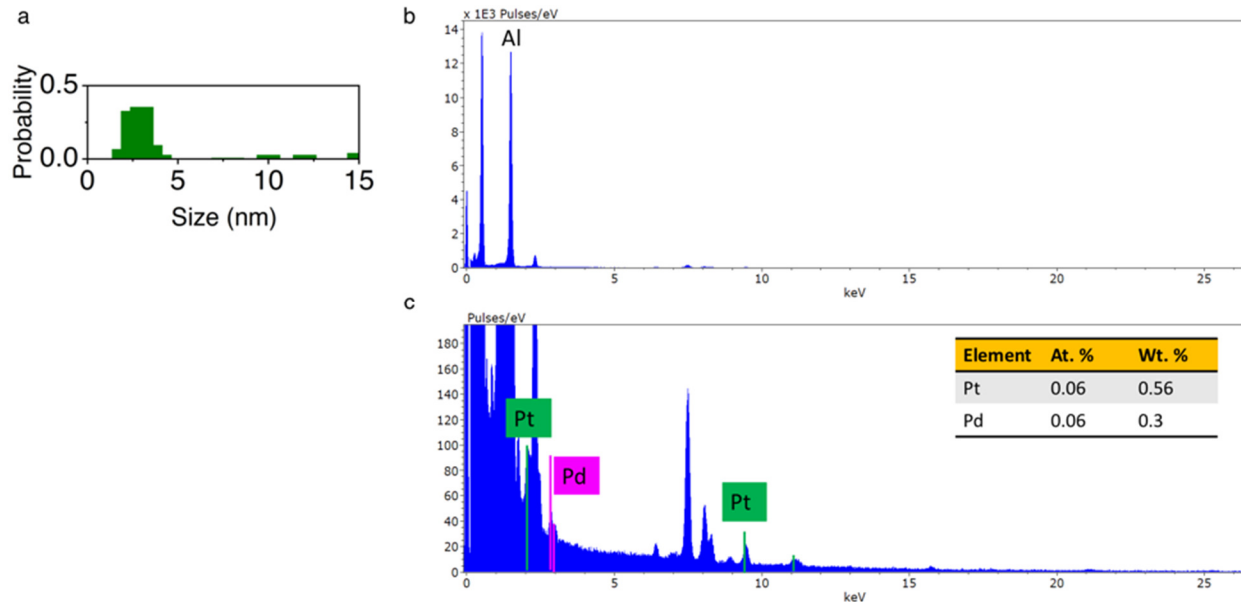 a
Probability
0.5
0.0
0 5 10 15
Size (nm)
b
x 1E3 Pulses/eV
14
12
10
8
6
4
2
0
Al
5 10 15 20 25
keV
c
Pulses/eV
180
160
140
120
100
80
60
40
20
0
Pt
Pd
Pt
Element At. % Wt. %
Pt 0.06 0.56
Pd 0.06 0.3
5 10 15 20 25
keV